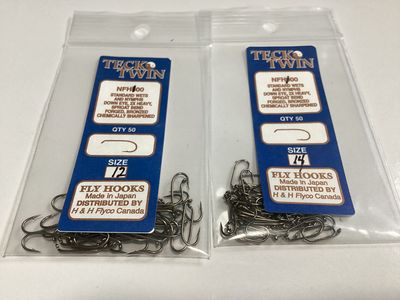 TECK
TWIN
NFH100
STANDARD WETS
AND NYMPHS
DOWN EYE, 2X HEAVY,
SPROAT BEND
FORGED, BRONZED
CHEMICALLY SHARPENED
QTY 50
SIZE
12
FLY HOOKS
Made in Japan
DISTRIBUTED BY
H & H Flyco Canada
TECK
TWIN
NFH100
STANDARD WETS
AND NYMPHS
DOWN EYE, 2X HEAVY,
SPROAT BEND
FORGED, BRONZED
CHEMICALLY SHARPENED
QTY 50
SIZE
14
FLY HOOKS
Made in Japan
DISTRIBUTED BY
H & H Flyco Canada